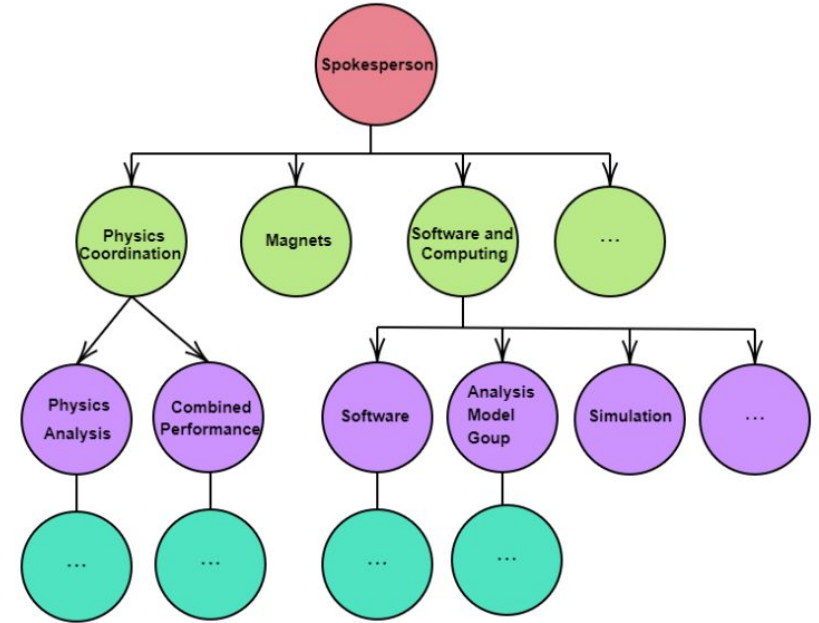 Spokesperson
Physics
Coordination
Magnets
Software and
Computing
...
Physics
Analysis
Combined
Performance
Software
Analysis
Model
Goup
Simulation
...
...
...
...
...